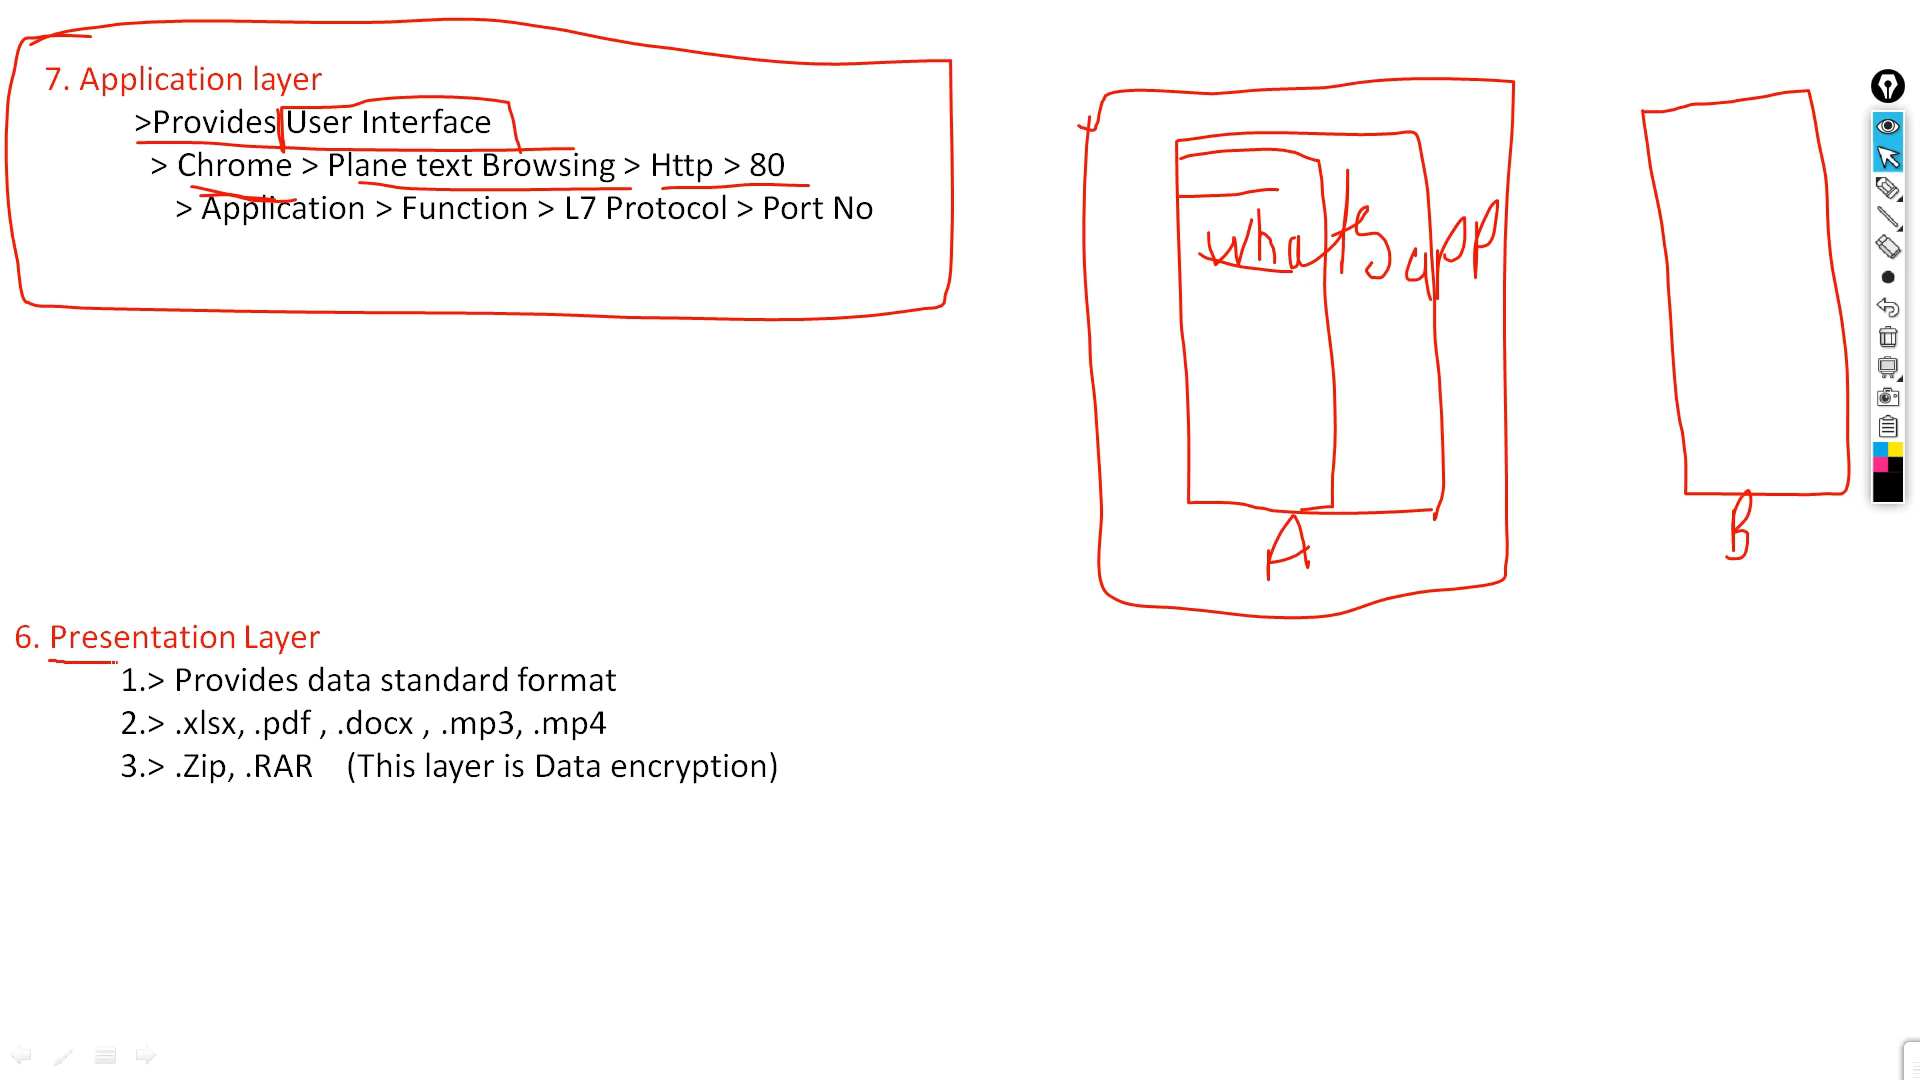 7. Application layer
>Provides User Interface
> Chrome > Plane text Browsing > Http > 80
> Application > Function > L7 Protocol > Port No
whatsapp
A
B
6. Presentation Layer
1.> Provides data standard format
2.> .xlsx, .pdf , .docx , .mp3, .mp4
3.> .Zip, .RAR (This layer is Data encryption)